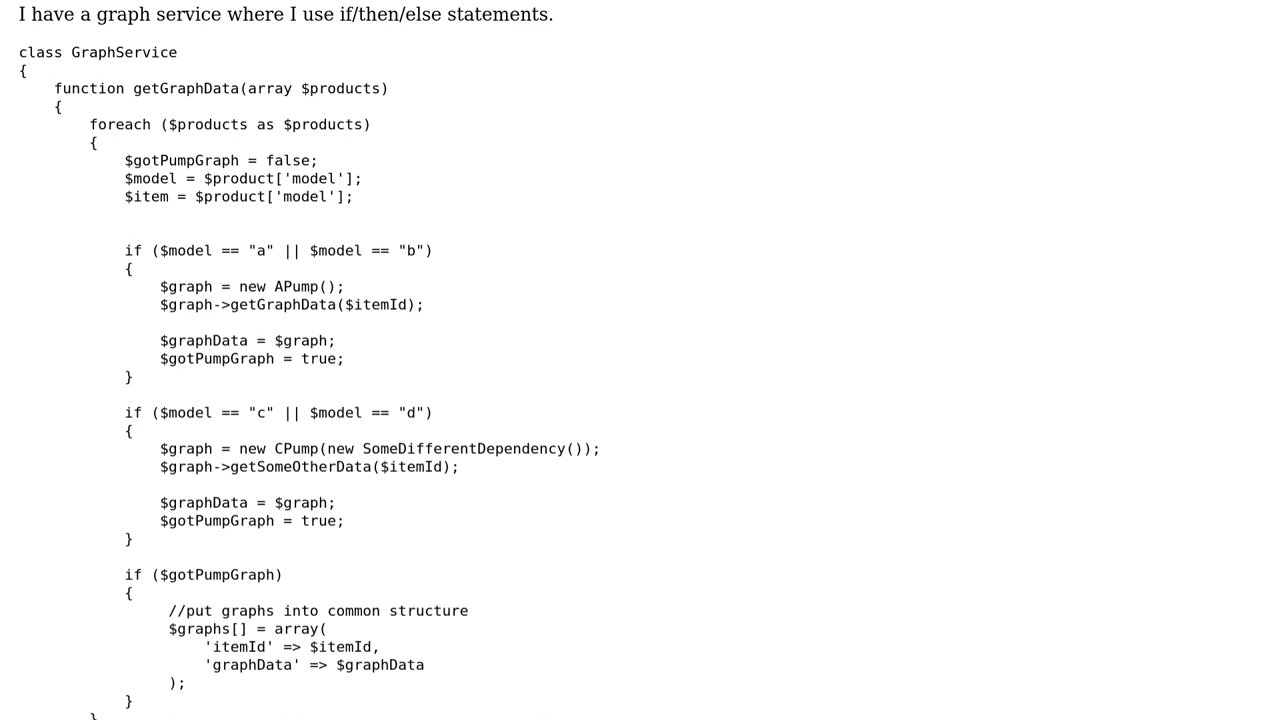 I have a graph service where I use if/then/else statements.
class GraphService
{
    function getGraphData(array $products)
    {
        foreach ($products as $products)
        {
            $gotPumpGraph = false;
            $model = $product['model'];
            $item = $product['model'];
            if ($model == "a" || $model == "b")
            {
                $graph = new APump();
                $graph->getGraphData($itemId);
                $graphData = $graph;
                $gotPumpGraph = true;
            }
            if ($model == "c" || $model == "d")
            {
                $graph = new CPump(new SomeDifferentDependency());
                $graph->getSomeOtherData($itemId);
                $graphData = $graph;
                $gotPumpGraph = true;
            }
            if ($gotPumpGraph)
            {
                 //put graphs into common structure
                 $graphs[] = array(
                     'itemId' => $itemId,
                     'graphData' => $graphData
                 );
            }
        }